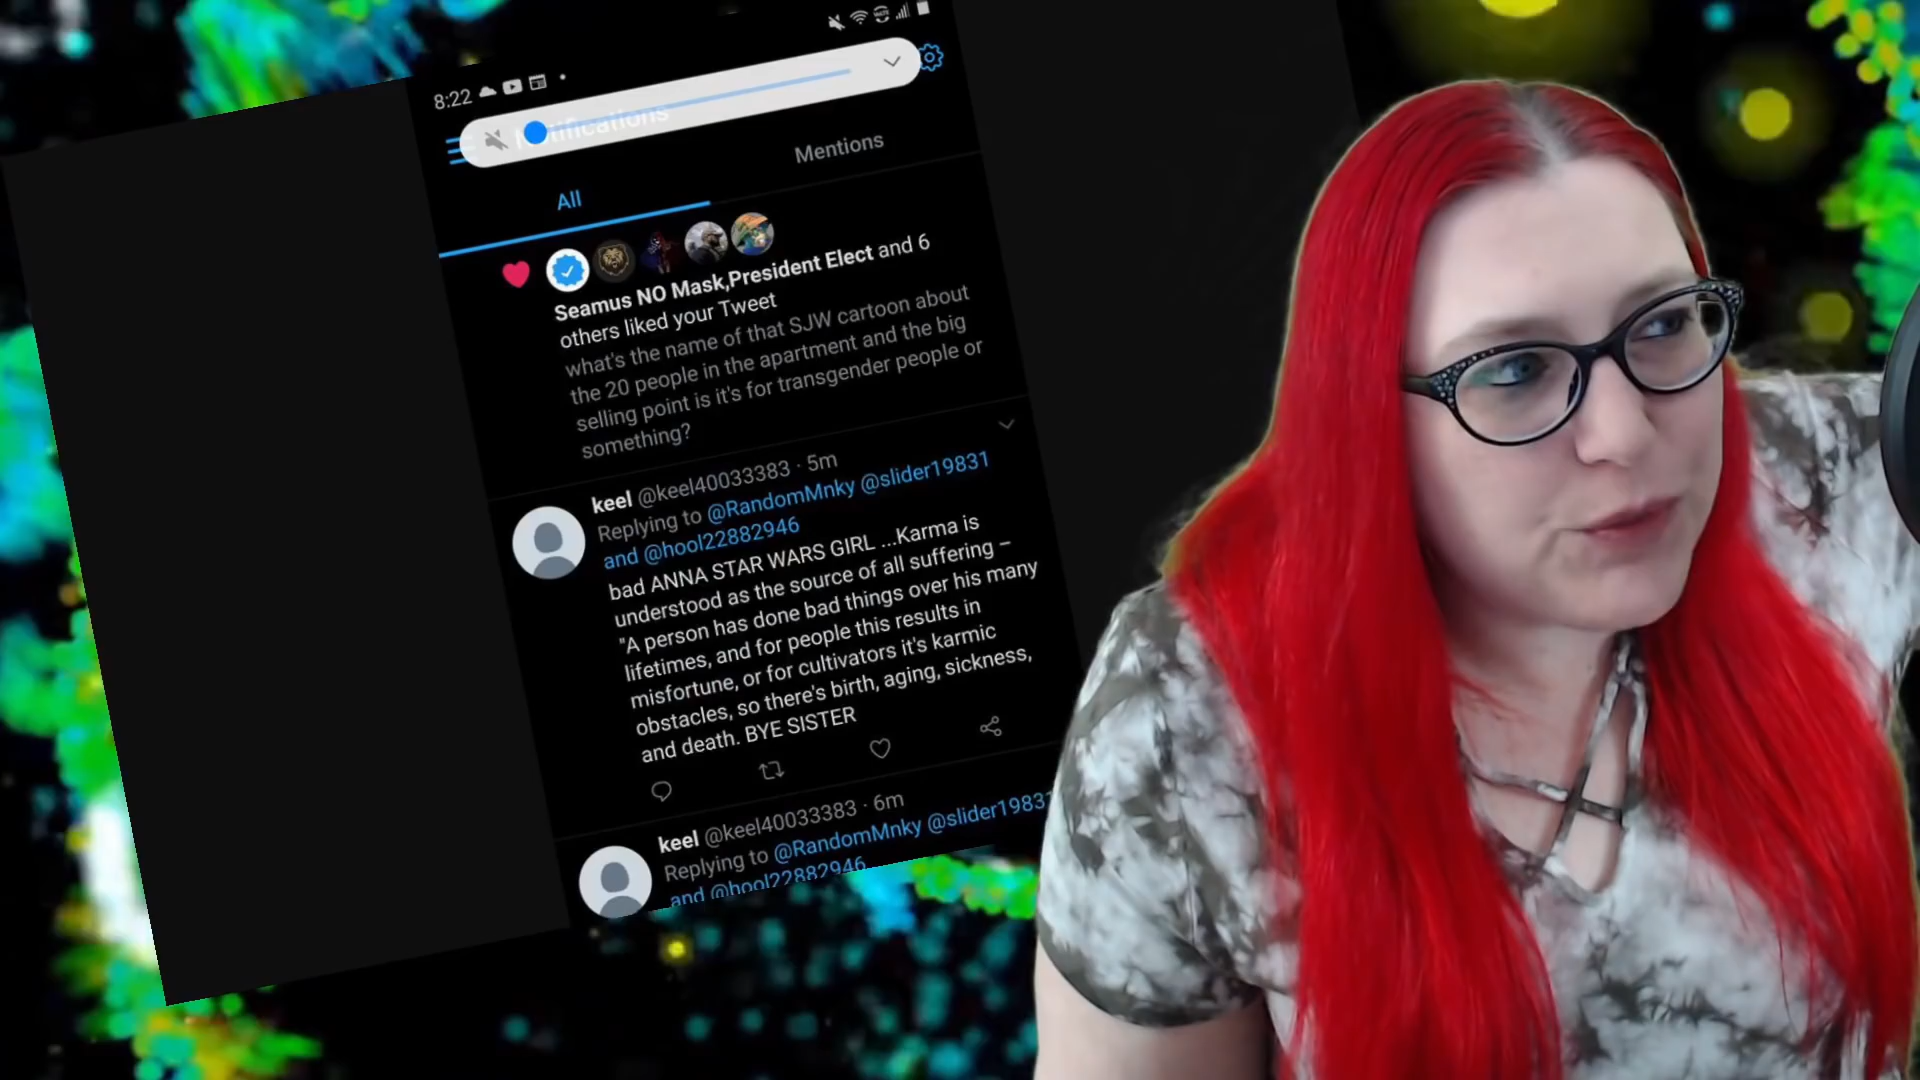 8:22
Notifications
All
Mentions
Seamus NO Mask,President Elect and 6
others liked your Tweet
what's the name of that SJW cartoon about
the 20 people in the apartment and the big
selling point is it's for transgender people or
something?
keel @keel40033383 · 5m
Replying to @RandomMnky @slider19831
and @hool22882946
bad ANNA STAR WARS GIRL ...Karma is
understood as the source of all suffering –
"A person has done bad things over his many
lifetimes, and for people this results in
misfortune, or for cultivators it's karmic
obstacles, so there's birth, aging, sickness,
and death. BYE SISTER
keel @keel40033383 · 6m
Replying to @RandomMnky @slider19831
and @hool22882946